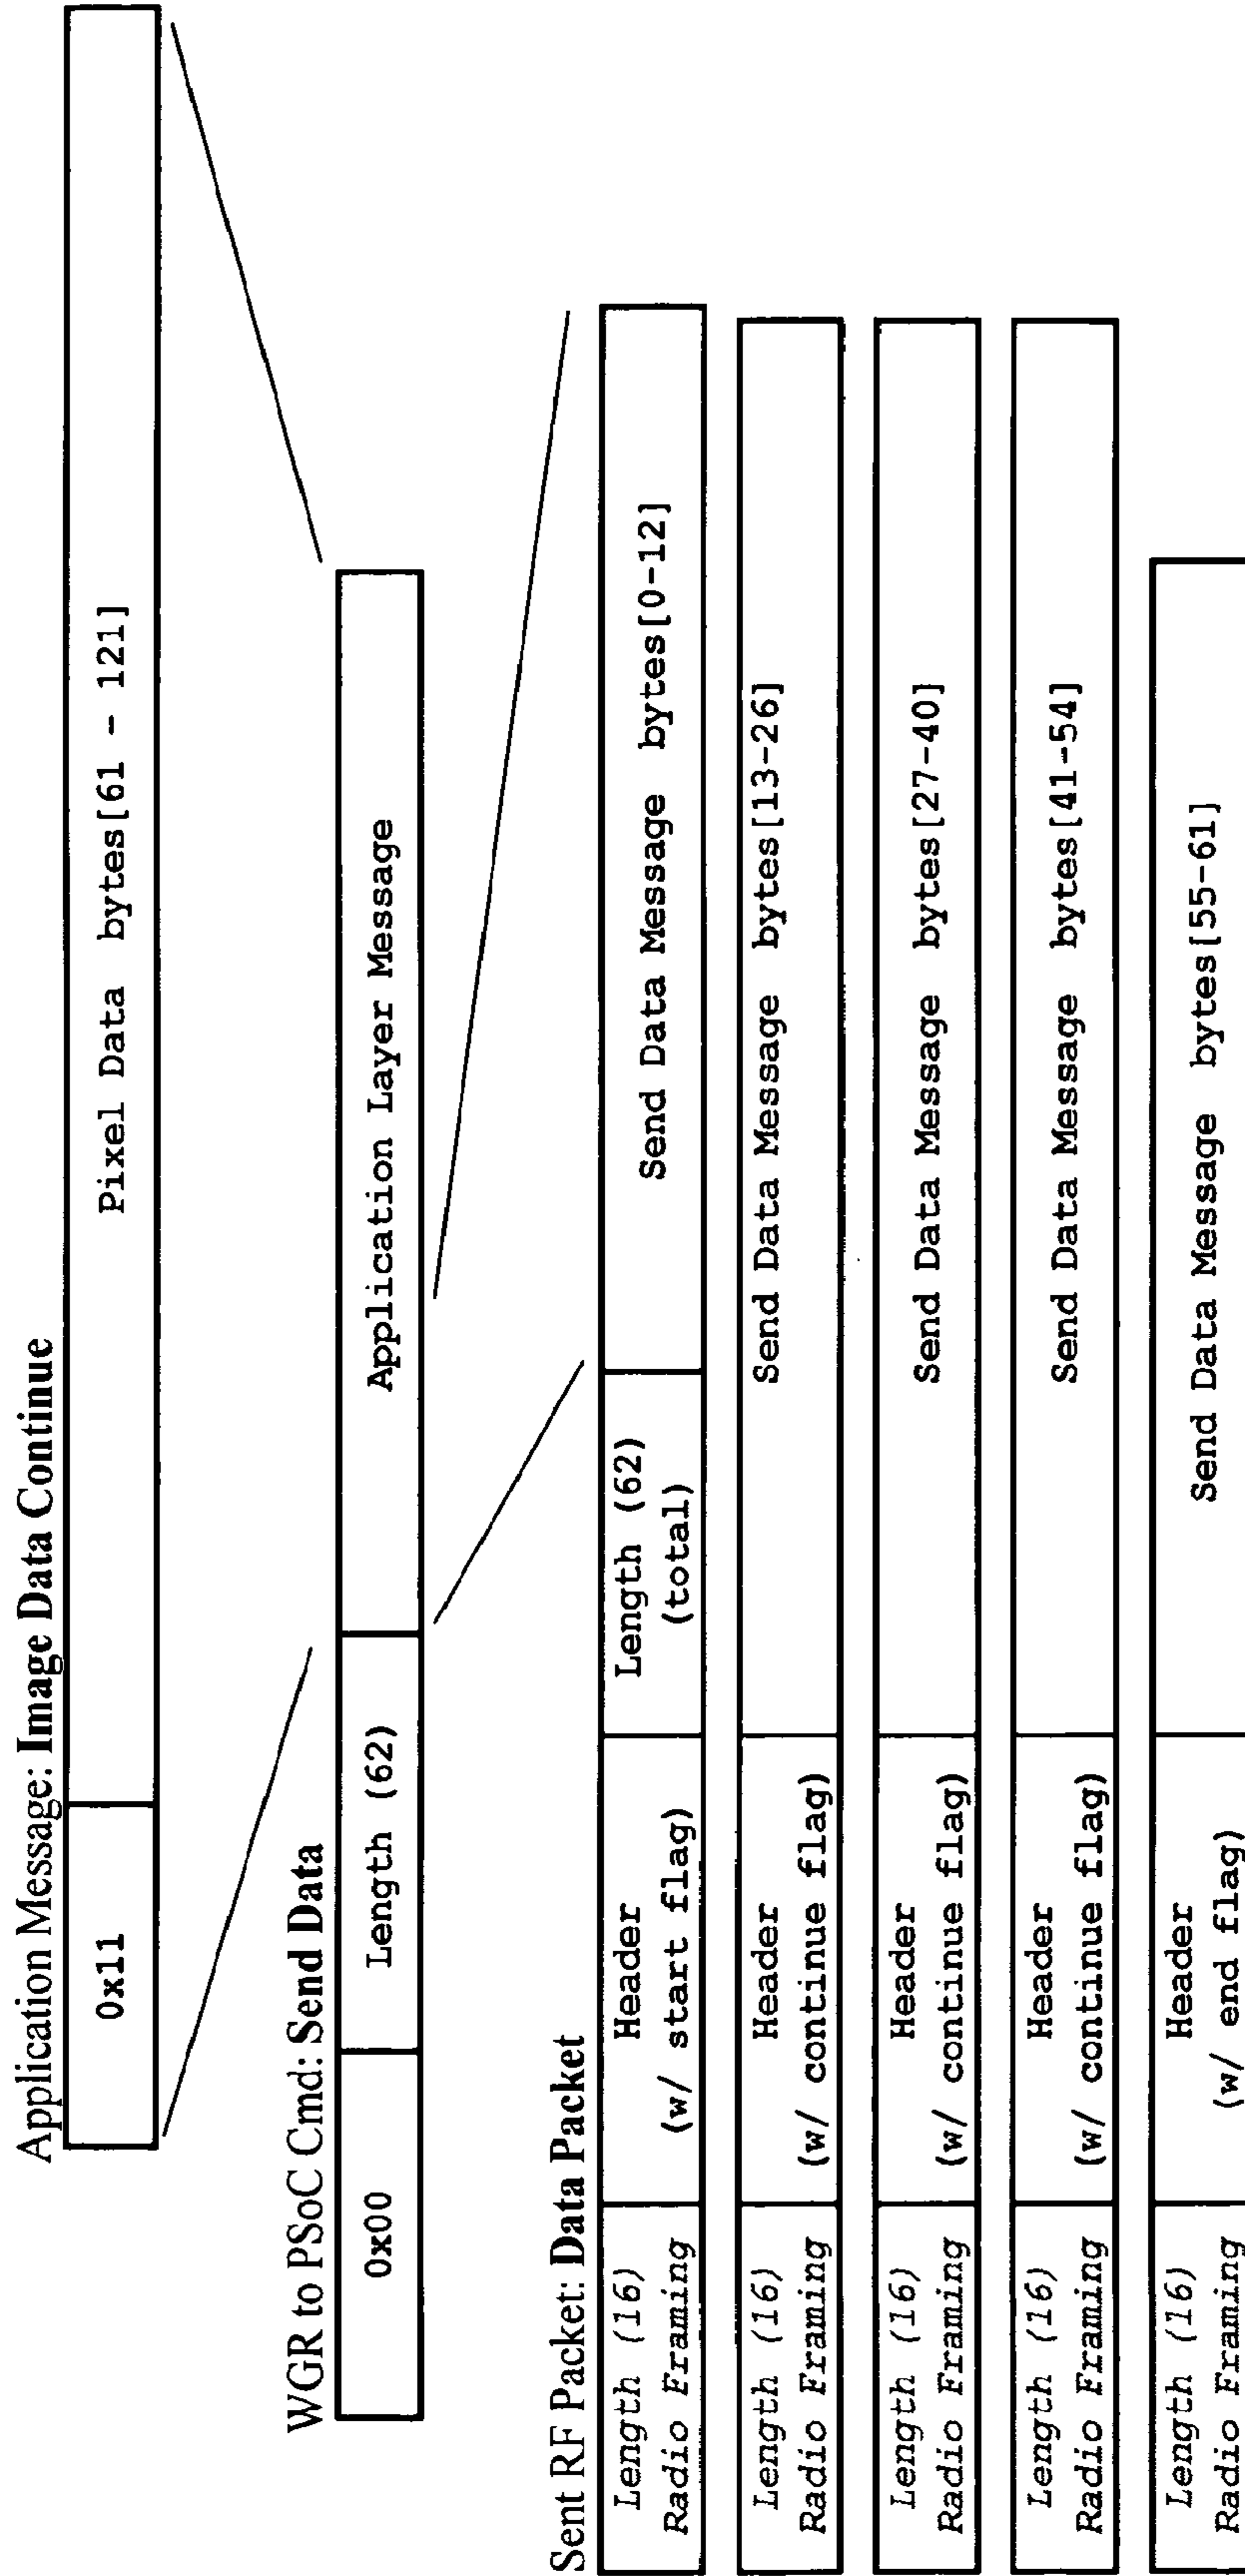 Application Message: Image Data Continue
0x11
Pixel Data bytes[61 - 121]
WGR to PSoC Cmd: Send Data
0x00
Length (62)
Application Layer Message
Sent RF Packet: Data Packet
Length (16)
Radio Framing
Header
(w/ start flag)
Length (62)
(total)
Send Data Message bytes[0-12]
Length (16)
Radio Framing
Header
(w/ continue flag)
Send Data Message bytes[13-26]
Length (16)
Radio Framing
Header
(w/ continue flag)
Send Data Message bytes[27-40]
Length (16)
Radio Framing
Header
(w/ continue flag)
Send Data Message bytes[41-54]
Length (16)
Radio Framing
Header
(w/ end flag)
Send Data Message bytes[55-61]